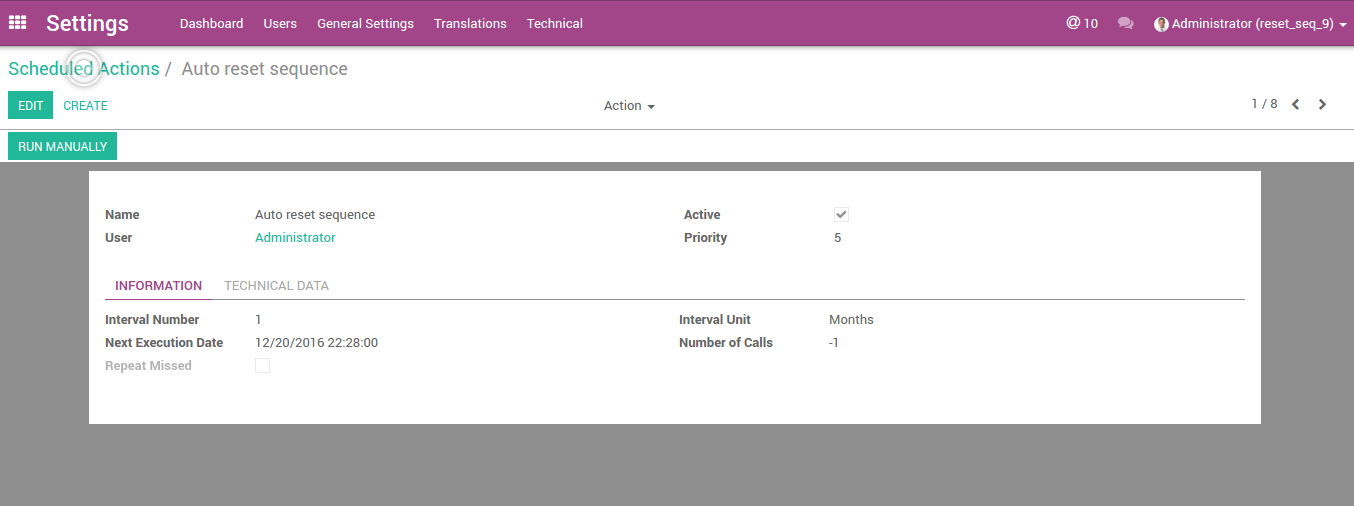 Settings Dashboard Users General Settings Translations Technical @ 10 Administrator (reset_seq_9)
Scheduled Actions / Auto reset sequence
EDIT CREATE Action 1 / 8
RUN MANUALLY
Name Auto reset sequence Active
User Administrator Priority 5
INFORMATION TECHNICAL DATA
Interval Number 1 Interval Unit Months
Next Execution Date 12/20/2016 22:28:00 Number of Calls -1
Repeat Missed